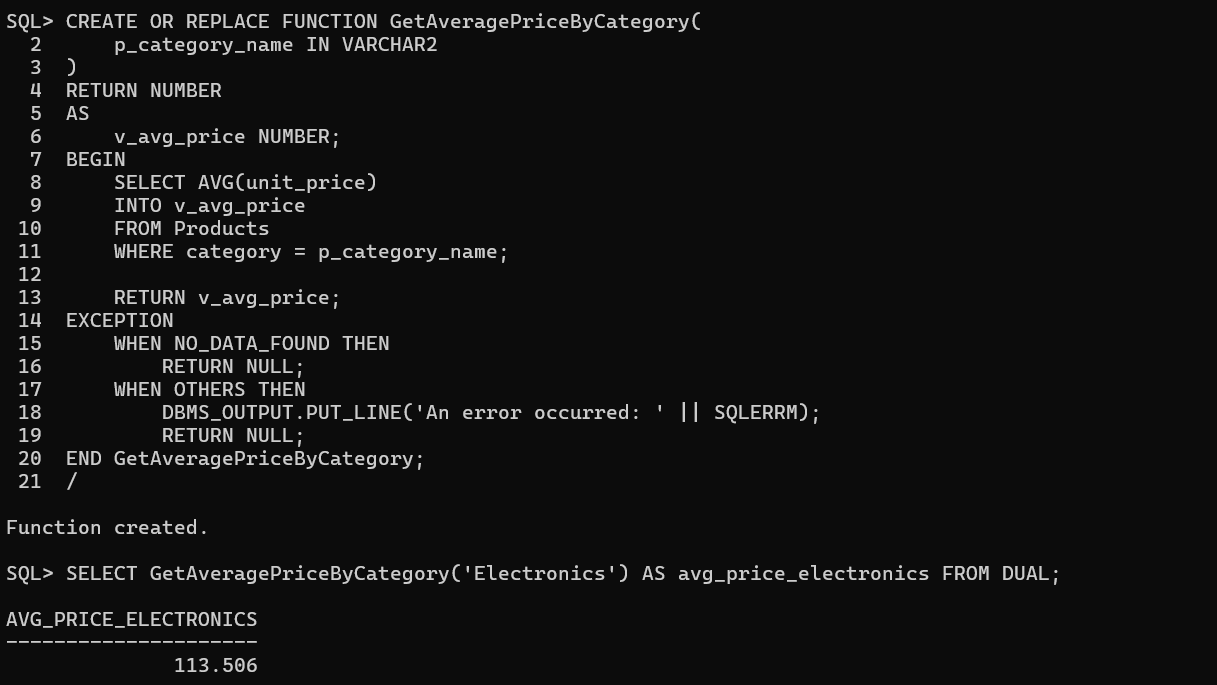 SQL> CREATE OR REPLACE FUNCTION GetAveragePriceByCategory(
  2      p_category_name IN VARCHAR2
  3  )
  4  RETURN NUMBER
  5  AS
  6      v_avg_price NUMBER;
  7  BEGIN
  8      SELECT AVG(unit_price)
  9      INTO v_avg_price
 10      FROM Products
 11      WHERE category = p_category_name;
 12
 13      RETURN v_avg_price;
 14  EXCEPTION
 15      WHEN NO_DATA_FOUND THEN
 16          RETURN NULL;
 17      WHEN OTHERS THEN
 18          DBMS_OUTPUT.PUT_LINE('An error occurred: ' || SQLERRM);
 19          RETURN NULL;
 20  END GetAveragePriceByCategory;
 21  /
Function created.
SQL> SELECT GetAveragePriceByCategory('Electronics') AS avg_price_electronics FROM DUAL;
AVG_PRICE_ELECTRONICS
---------------------
              113.506